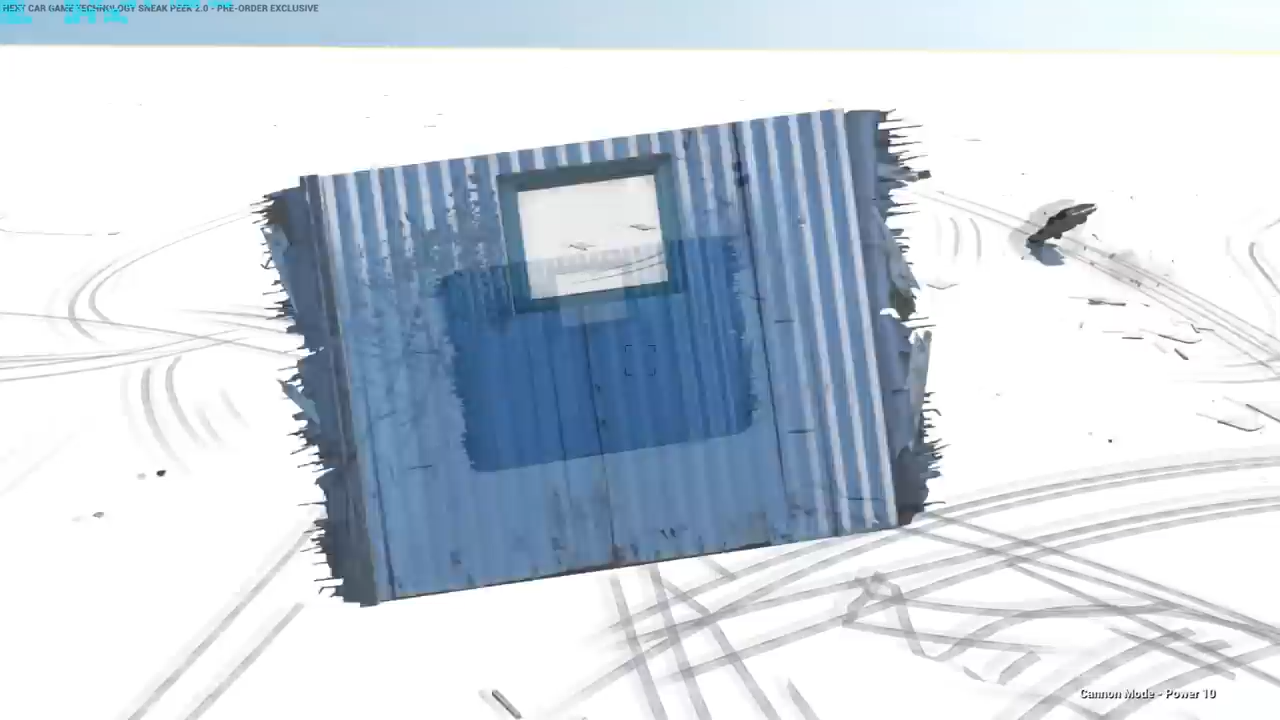 NEXT CAR GAME TECHNOLOGY SNEAK PEEK 2.0 - PRE-ORDER EXCLUSIVE
Cannon Mode - Power 10